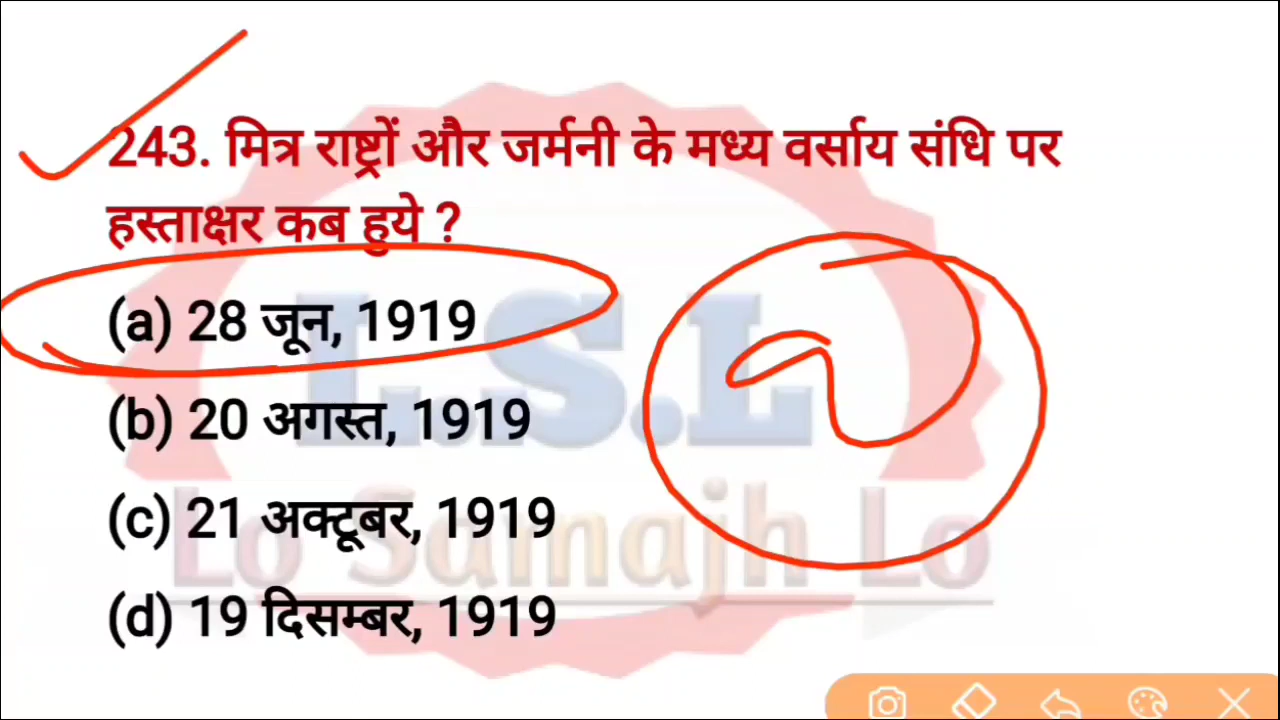 243. मित्र राष्ट्रों और जर्मनी के मध्य वर्साय संधि पर
हस्ताक्षर कब हुये ?
(a) 28 जून, 1919
(b) 20 अगस्त, 1919
(c) 21 अक्टूबर, 1919
(d) 19 दिसम्बर, 1919
L.S.L
Lo Samajh Lo